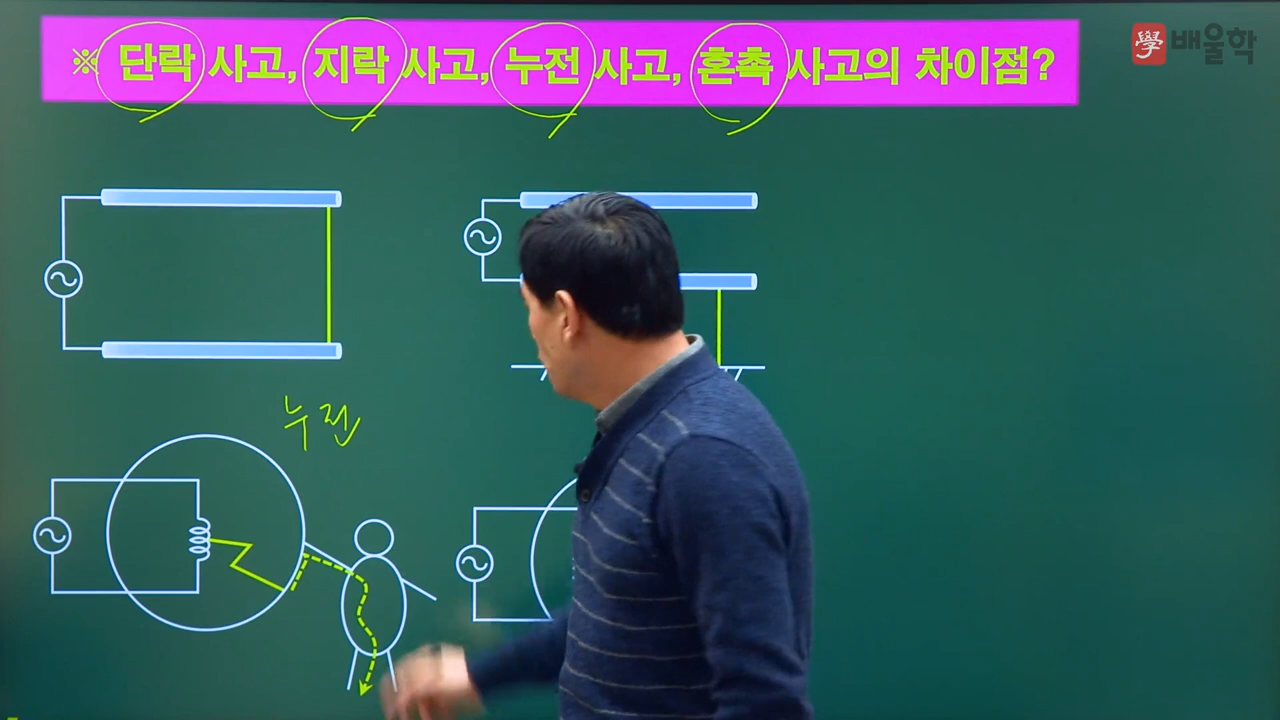 ※ 단락 사고, 지락 사고, 누전 사고, 혼촉 사고의 차이점?
學 배울학
누전